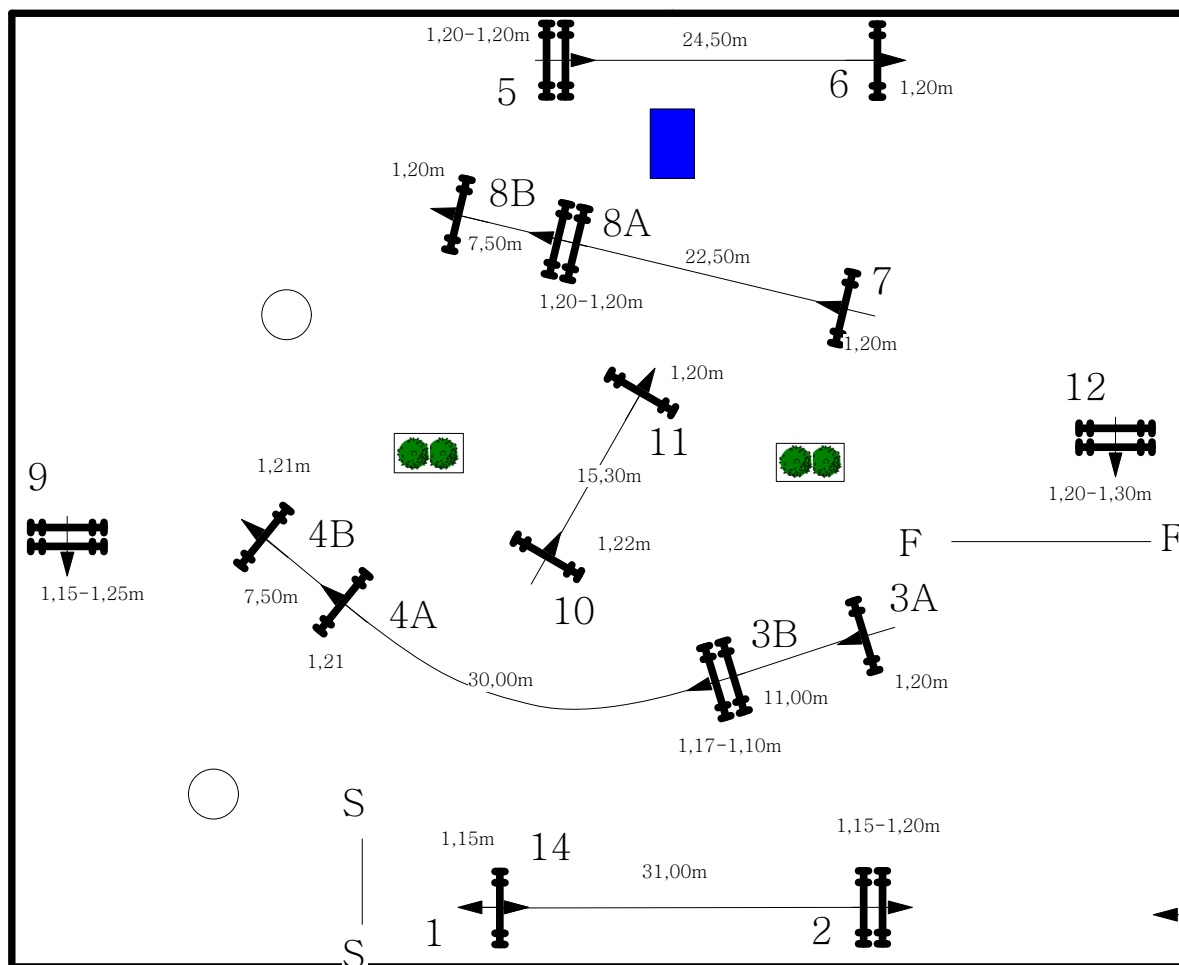 1,20-1,20m
24,50m
5
6
1,20m
1,20m
8B
8A
7,50m
22,50m
7
1,20-1,20m
1,20m
1,20m
12
11
9
1,21m
15,30m
1,20-1,30m
4B
1,22m
F
F
1,15-1,25m
7,50m
4A
10
3A
3B
1,21
30,00m
11,00m
1,20m
1,17-1,10m
S
1,15m
14
1,15-1,20m
31,00m
1
2
S